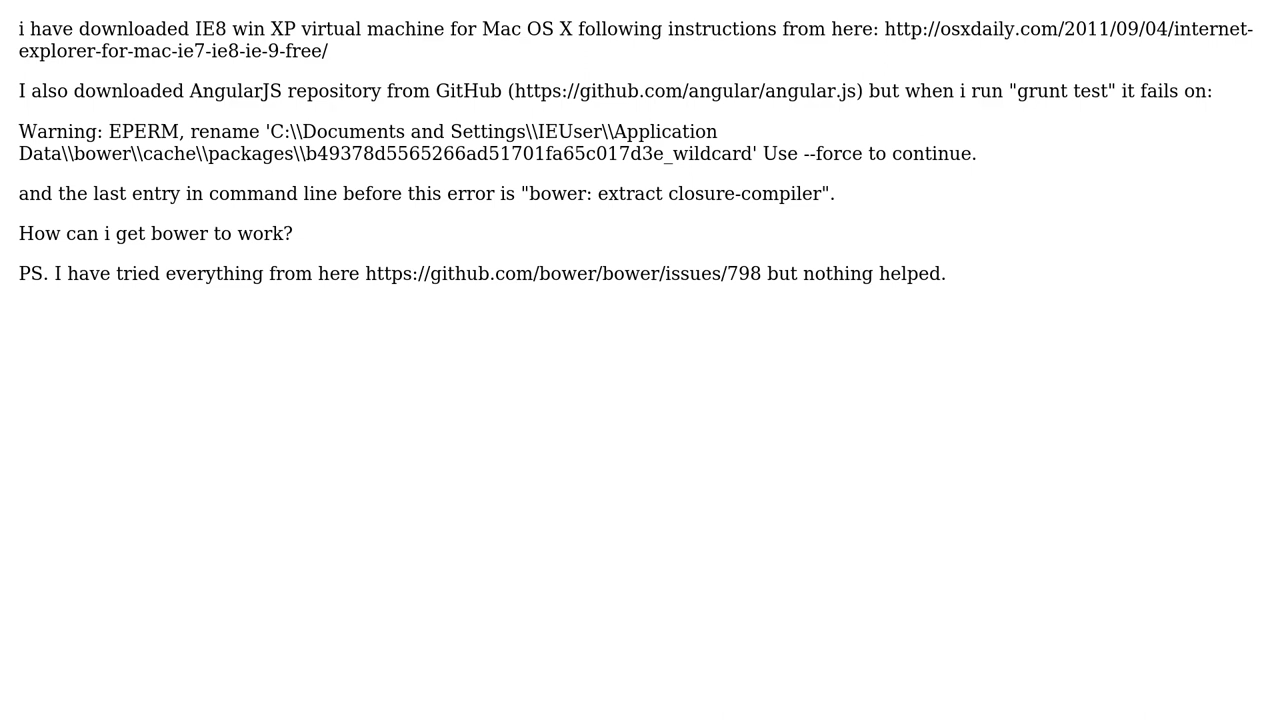 i have downloaded IE8 win XP virtual machine for Mac OS X following instructions from here: http://osxdaily.com/2011/09/04/internet-
explorer-for-mac-ie7-ie8-ie-9-free/
I also downloaded AngularJS repository from GitHub (https://github.com/angular/angular.js) but when i run "grunt test" it fails on:
Warning: EPERM, rename 'C:\\Documents and Settings\\IEUser\\Application
Data\\bower\\cache\\packages\\b49378d5565266ad51701fa65c017d3e_wildcard' Use --force to continue.
and the last entry in command line before this error is "bower: extract closure-compiler".
How can i get bower to work?
PS. I have tried everything from here https://github.com/bower/bower/issues/798 but nothing helped.